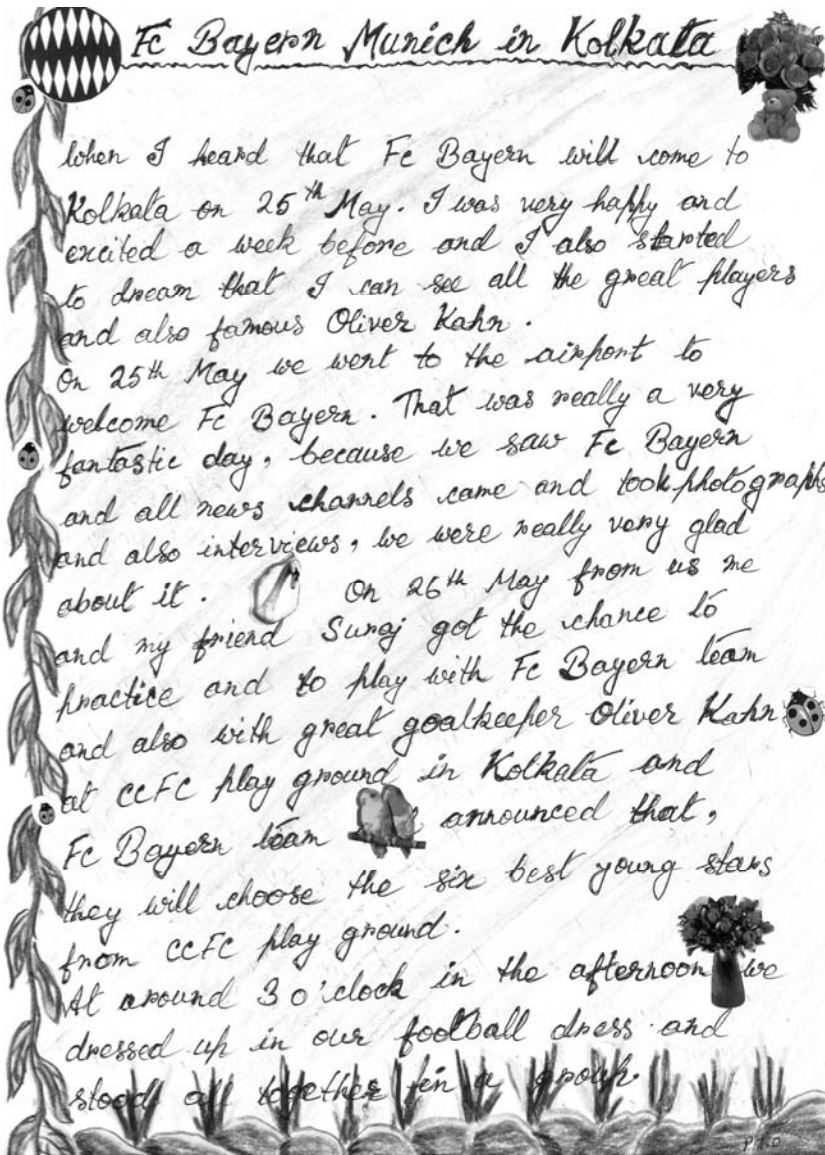 Fc Bayern Munich in Kolkata
When I heard that Fc Bayern will come to
Kolkata on 25th May. I was very happy and
excited a week before and I also started
to dream that I can see all the great players
and also famous Oliver Kahn.
On 25th May we went to the airport to
welcome Fc Bayern. That was really a very
fantastic day, because we saw Fc Bayern
and all news channels came and took photographs
and also interviews, we were really very glad
about it. On 26th May from us me
and my friend Suraj got the chance to
practice and to play with Fc Bayern team
and also with great goalkeeper Oliver Kahn
at CCFC play ground in Kolkata and
Fc Bayern team announced that,
they will choose the six best young stars
from CCFC play ground.
At around 3 o'clock in the afternoon we
dressed up in our football dress and
stood all together in a group.
P.T.O